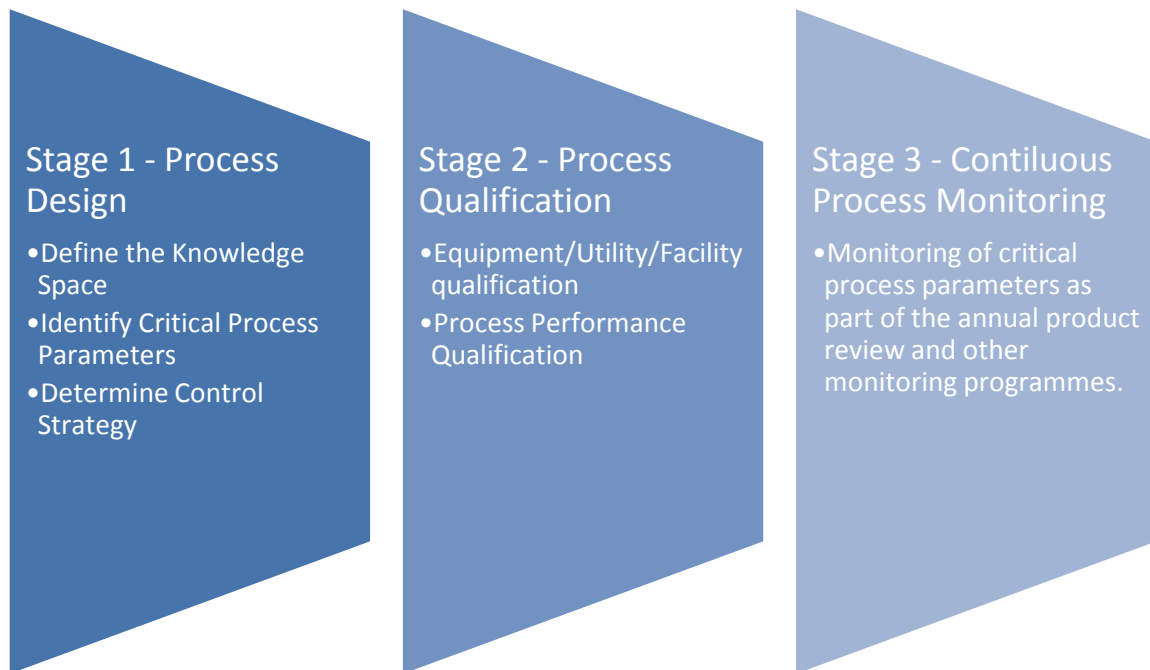 Stage 1 - Process
Design
•Define the Knowledge
Space
•Identify Critical Process
Parameters
•Determine Control
Strategy
Stage 2 - Process
Qualification
•Equipment/Utility/Facility
qualification
•Process Performance
Qualification
Stage 3 - Contiluous
Process Monitoring
•Monitoring of critical
process parameters as
part of the annual product
review and other
monitoring programmes.